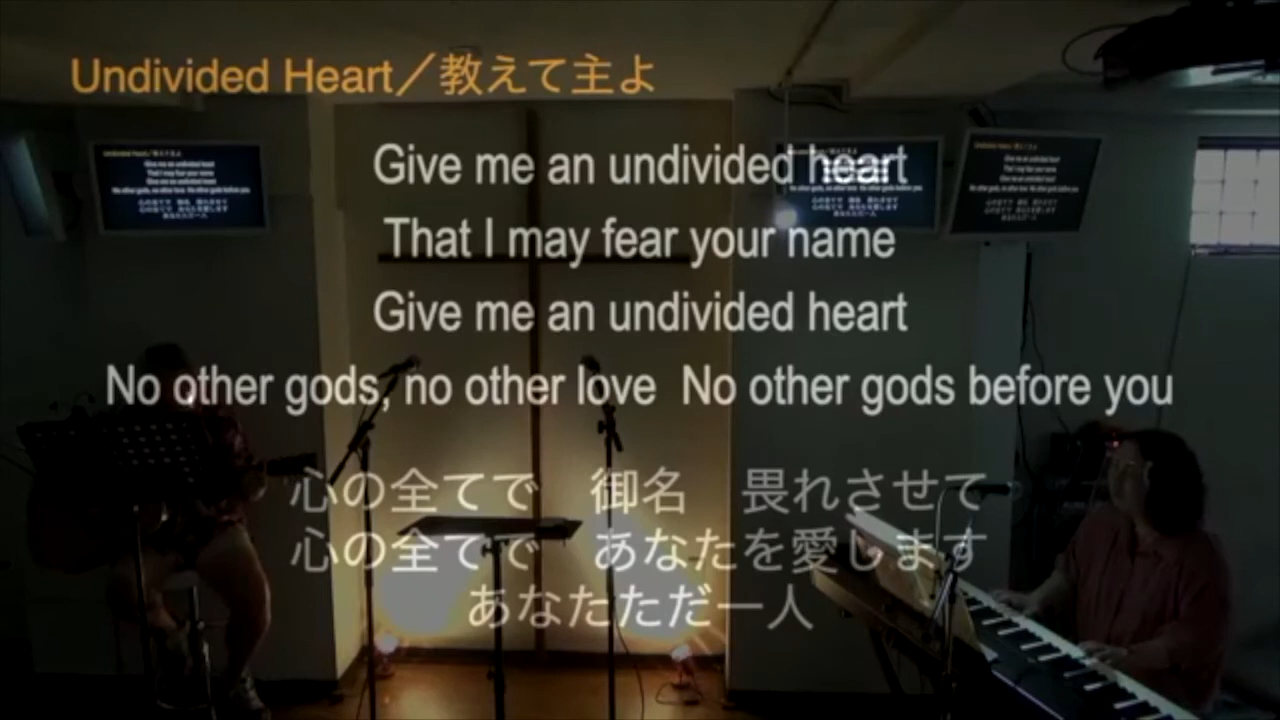 Undivided Heart／教えて主よ
Give me an undivided heart
That I may fear your name
Give me an undivided heart
No other gods, no other love  No other gods before you
心の全てで　御名　畏れさせて
心の全てで　あなたを愛します
あなたただ一人